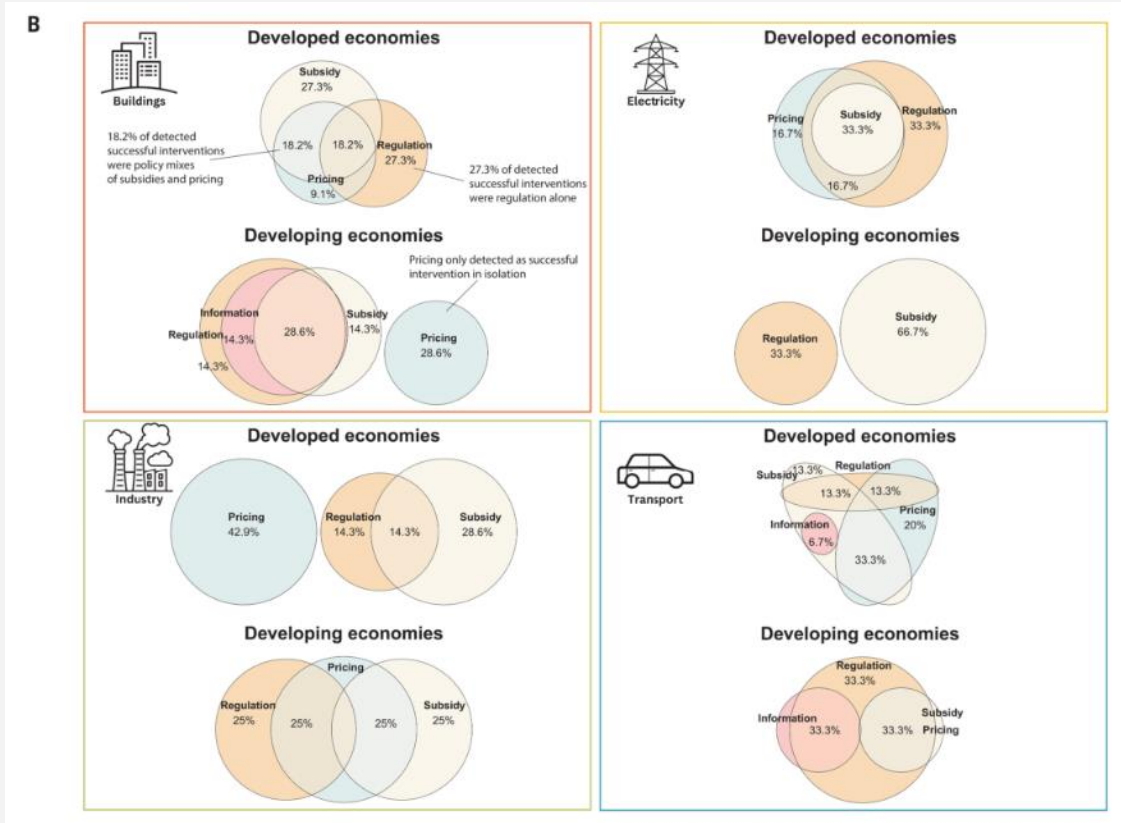 B
Developed economies
Buildings
Subsidy
27.3%
18.2% of detected
successful interventions
were policy mixes
of subsidies and pricing
18.2%
18.2%
Regulation
27.3%
Pricing
9.1%
27.3% of detected
successful interventions
were regulation alone
Developing economies
Pricing only detected as successful
intervention in isolation
Information
Regulation
14.3%
14.3%
28.6%
Subsidy
14.3%
Pricing
28.6%
Developed economies
Electricity
Pricing
16.7%
Subsidy
33.3%
Regulation
33.3%
16.7%
Developing economies
Regulation
33.3%
Subsidy
66.7%
Developed economies
Industry
Pricing
42.9%
Regulation
14.3%
14.3%
Subsidy
28.6%
Developing economies
Pricing
Regulation
25%
25%
25%
Subsidy
25%
Developed economies
Transport
Subsidy
13.3%
Regulation
13.3%
13.3%
Pricing
20%
Information
6.7%
33.3%
Developing economies
Regulation
33.3%
Information
33.3%
33.3%
Subsidy
Pricing